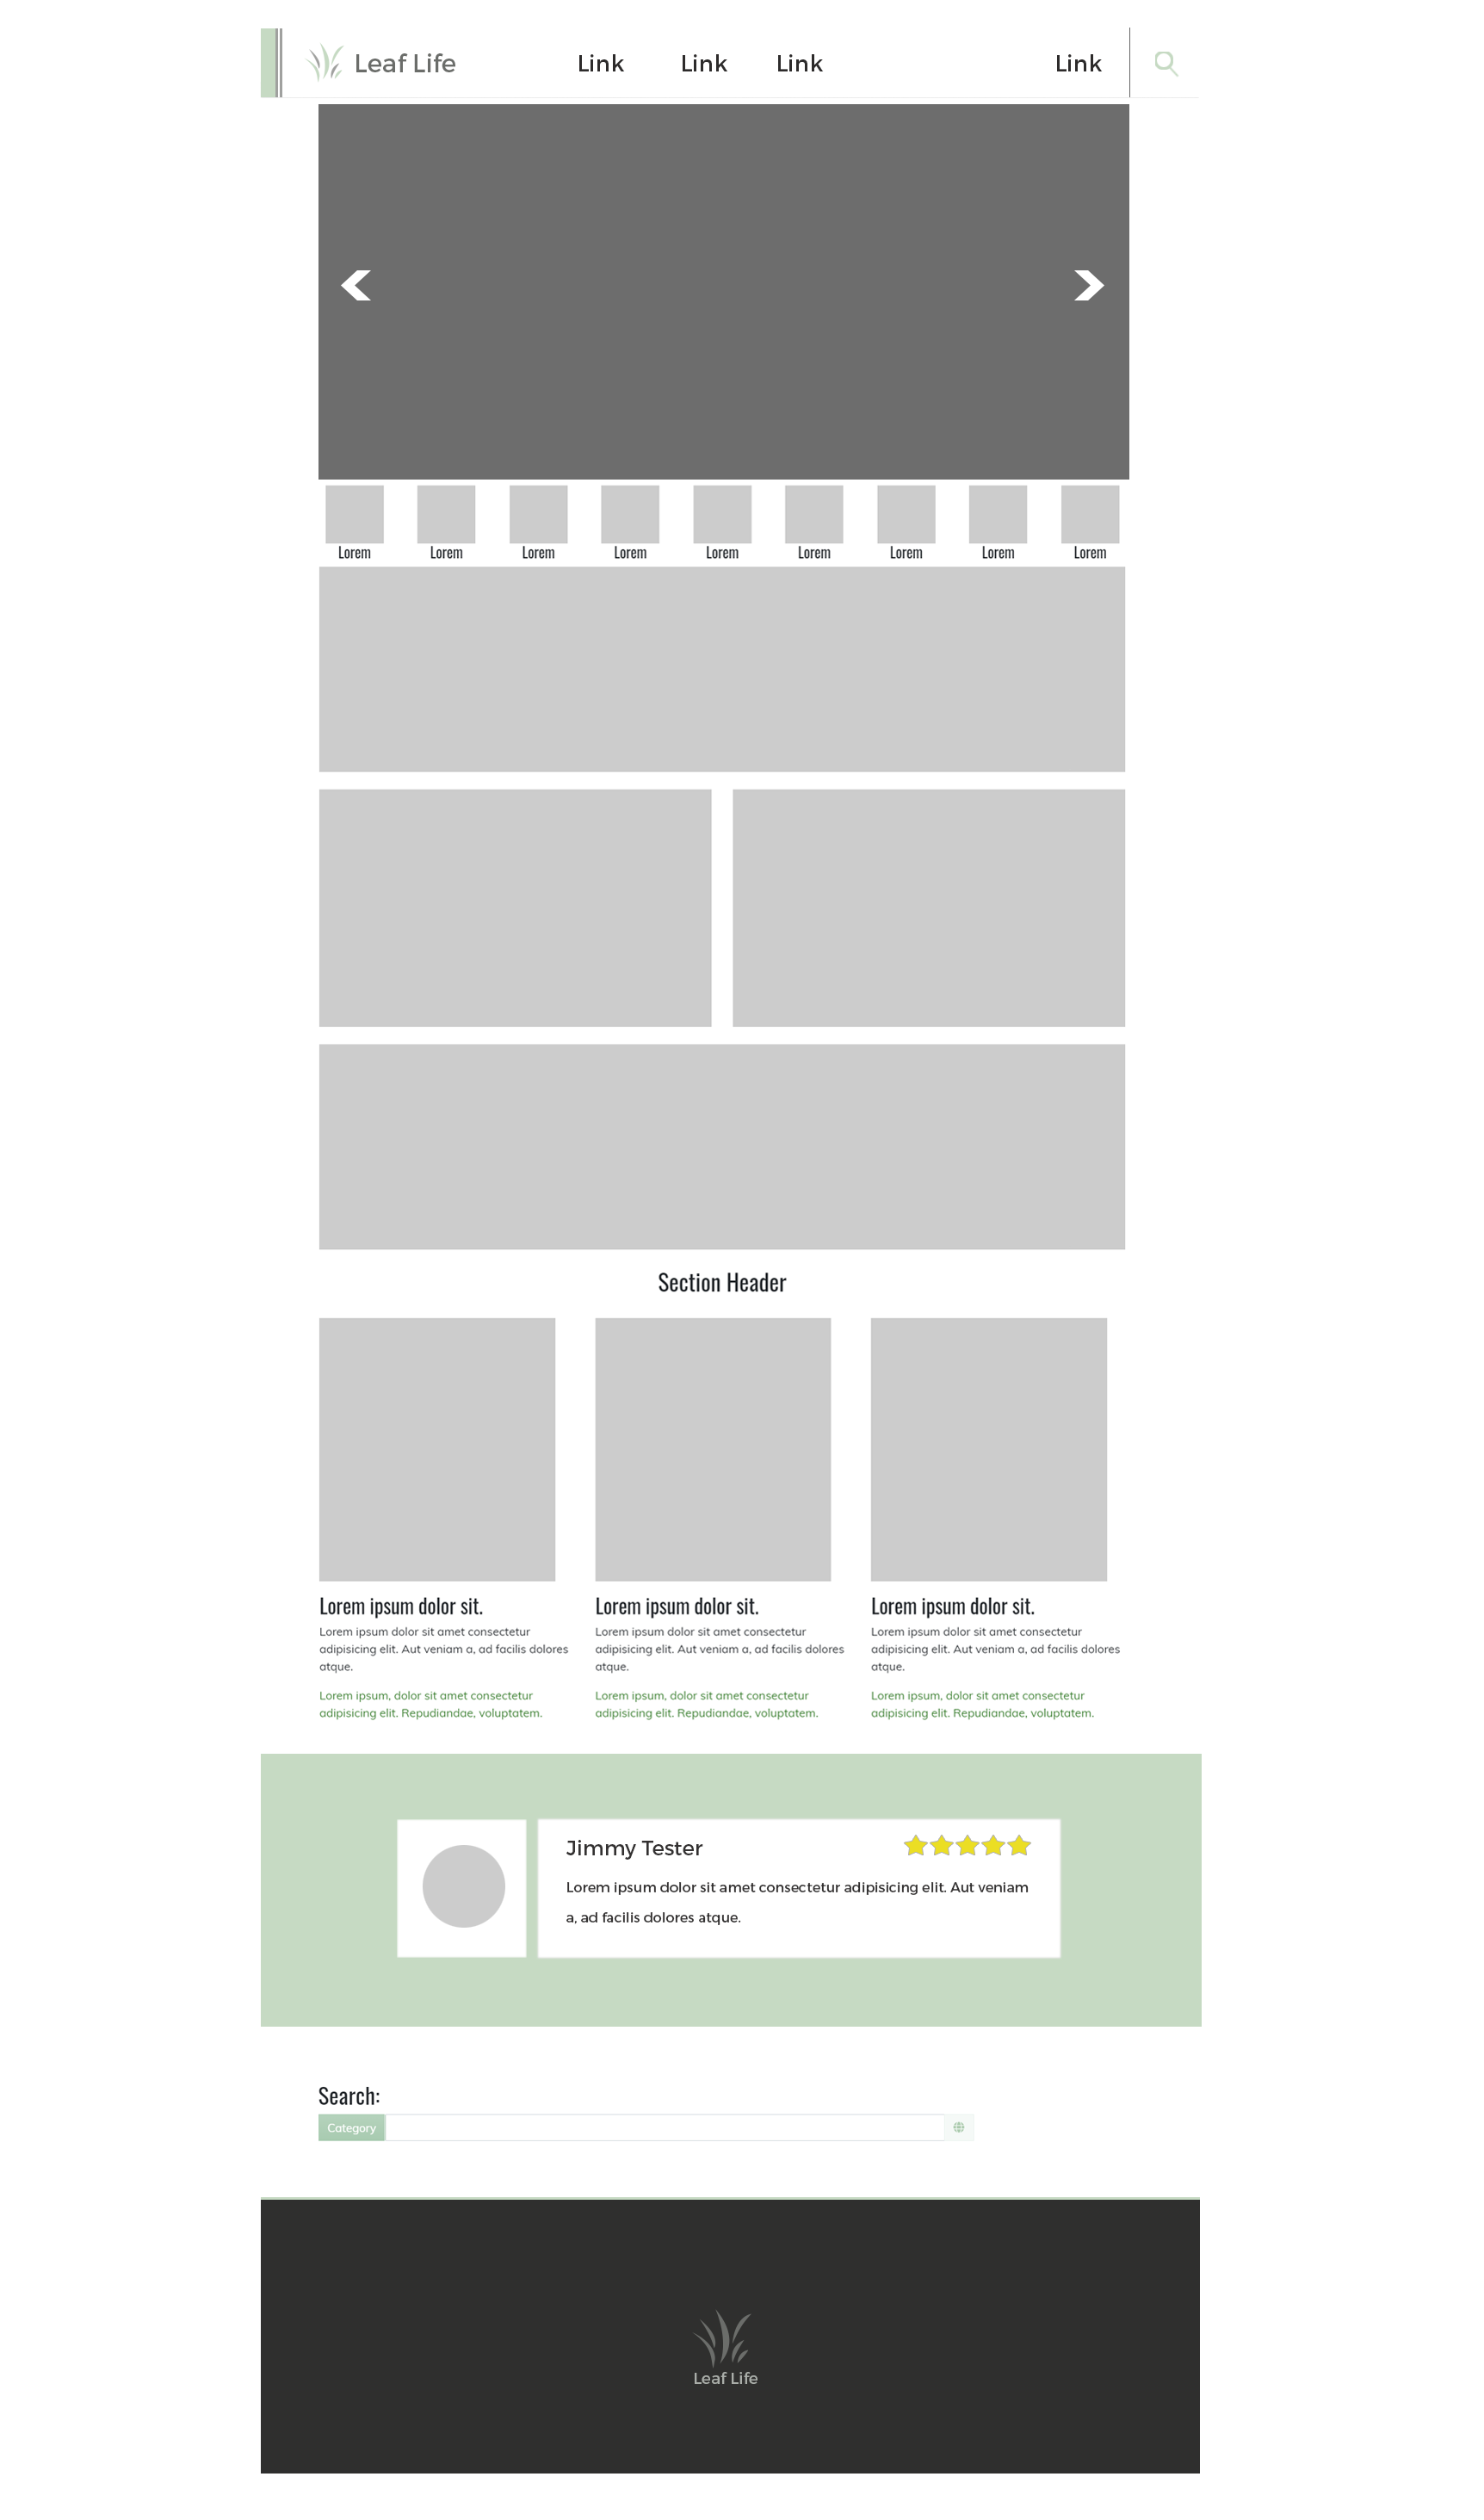 Leaf Life
Link
Link
Link
Link
Lorem
Lorem
Lorem
Lorem
Lorem
Lorem
Lorem
Lorem
Lorem
Section Header
Lorem ipsum dolor sit.
Lorem ipsum dolor sit amet consectetur
adipisicing elit. Aut veniam a, ad facilis dolores
atque.
Lorem ipsum, dolor sit amet consectetur
adipisicing elit. Repudiandae, voluptatem.
Lorem ipsum dolor sit.
Lorem ipsum dolor sit amet consectetur
adipisicing elit. Aut veniam a, ad facilis dolores
atque.
Lorem ipsum, dolor sit amet consectetur
adipisicing elit. Repudiandae, voluptatem.
Lorem ipsum dolor sit.
Lorem ipsum dolor sit amet consectetur
adipisicing elit. Aut veniam a, ad facilis dolores
atque.
Lorem ipsum, dolor sit amet consectetur
adipisicing elit. Repudiandae, voluptatem.
Jimmy Tester
Lorem ipsum dolor sit amet consectetur adipisicing elit. Aut veniam
a, ad facilis dolores atque.
Search:
Category
Leaf Life